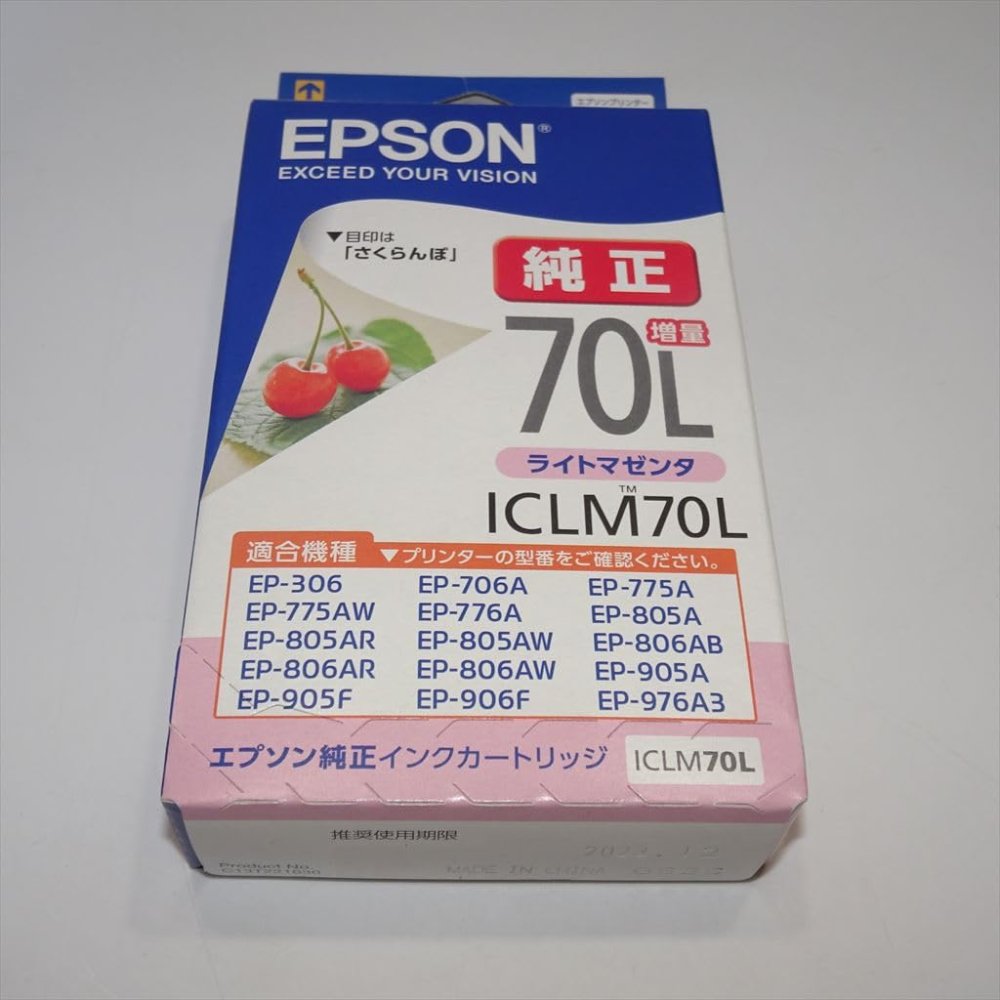 エプソンプリンター
EPSON®
EXCEED YOUR VISION
▼目印は
「さくらんぼ」
純正
70L 増量
ライトマゼンタ
ICLM™70L
適合機種 ▼プリンターの型番をご確認ください。
EP-306 EP-706A EP-775A
EP-775AW EP-776A EP-805A
EP-805AR EP-805AW EP-806AB
EP-806AR EP-806AW EP-905A
EP-905F EP-906F EP-976A3
エプソン純正インクカートリッジ ICLM70L
推奨使用期限
Product No.
MADE IN CHINA